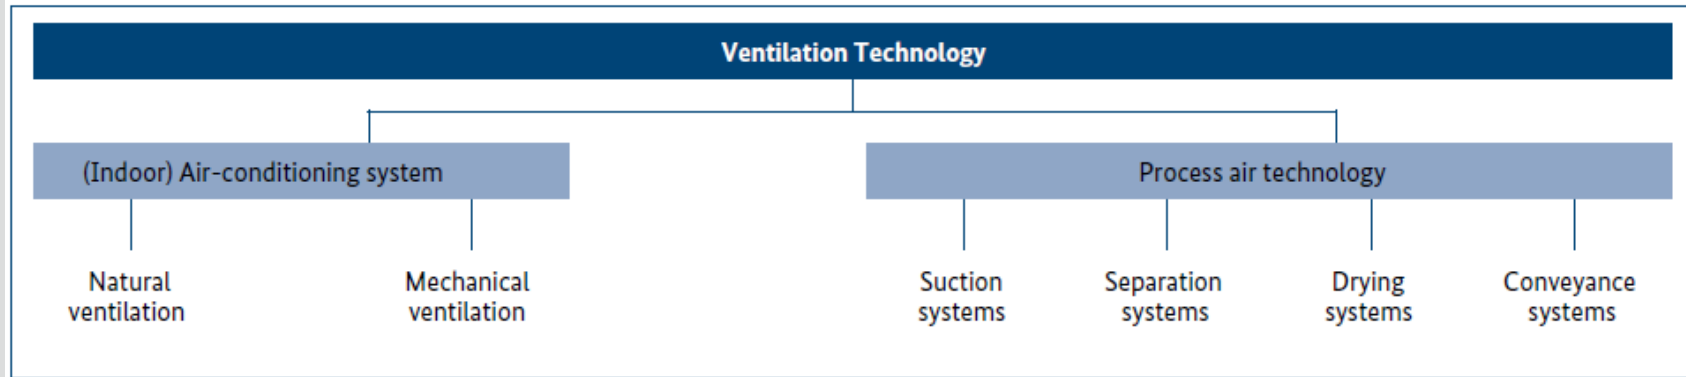 Ventilation Technology
(Indoor) Air-conditioning system
Process air technology
Natural
ventilation
Mechanical
ventilation
Suction
systems
Separation
systems
Drying
systems
Conveyance
systems